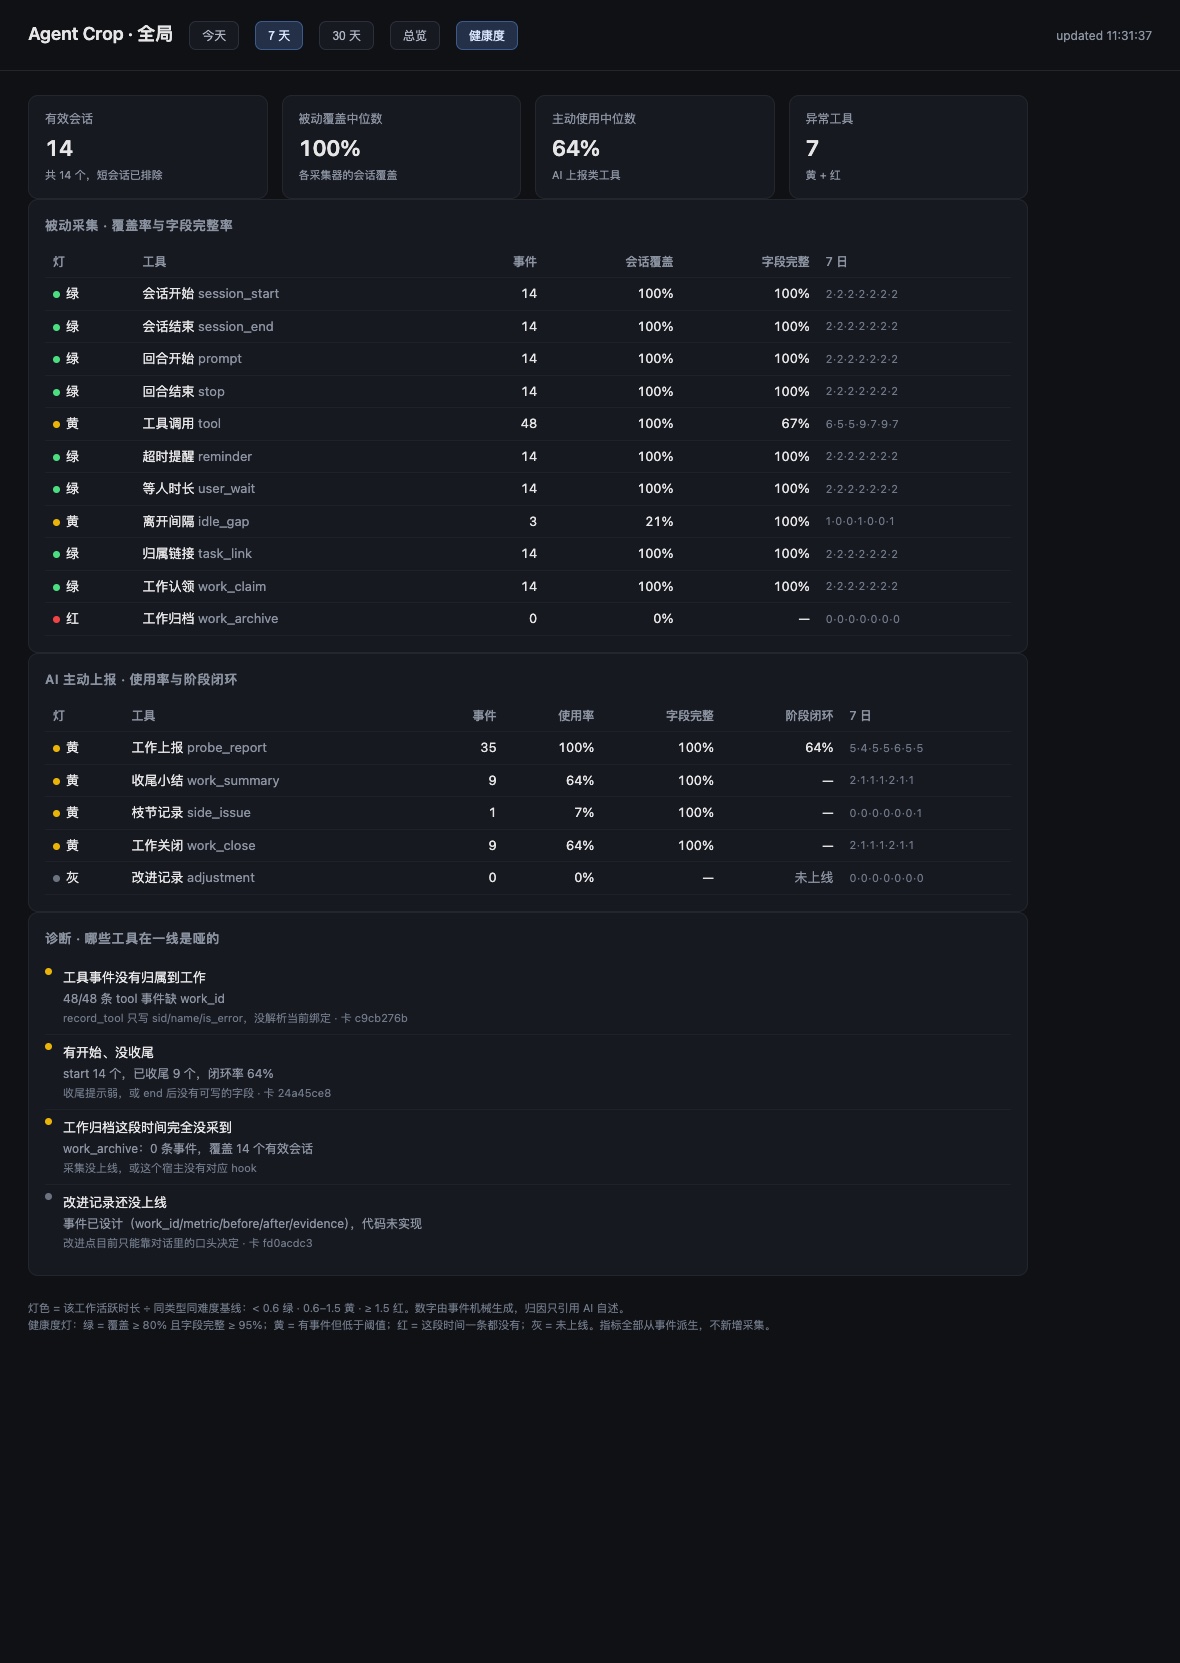 Agent Crop · 全局 今天 7 天 30 天 总览 健康度 updated 11:31:37
有效会话 被动覆盖中位数 主动使用中位数 异常工具
14 100% 64% 7
共 14 个，短会话已排除 各采集器的会话覆盖 AI 上报类工具 黄 + 红
被动采集 · 覆盖率与字段完整率
灯 工具 事件 会话覆盖 字段完整 7 日
绿 会话开始 session_start 14 100% 100% 2·2·2·2·2·2·2
绿 会话结束 session_end 14 100% 100% 2·2·2·2·2·2·2
绿 回合开始 prompt 14 100% 100% 2·2·2·2·2·2·2
绿 回合结束 stop 14 100% 100% 2·2·2·2·2·2·2
黄 工具调用 tool 48 100% 67% 6·5·5·9·7·9·7
绿 超时提醒 reminder 14 100% 100% 2·2·2·2·2·2·2
绿 等人时长 user_wait 14 100% 100% 2·2·2·2·2·2·2
黄 离开间隔 idle_gap 3 21% 100% 1·0·0·1·0·0·1
绿 归属链接 task_link 14 100% 100% 2·2·2·2·2·2·2
绿 工作认领 work_claim 14 100% 100% 2·2·2·2·2·2·2
红 工作归档 work_archive 0 0% — 0·0·0·0·0·0·0
AI 主动上报 · 使用率与阶段闭环
灯 工具 事件 使用率 字段完整 阶段闭环 7 日
黄 工作上报 probe_report 35 100% 100% 64% 5·4·5·5·6·5·5
黄 收尾小结 work_summary 9 64% 100% — 2·1·1·1·2·1·1
黄 枝节记录 side_issue 1 7% 100% — 0·0·0·0·0·0·1
黄 工作关闭 work_close 9 64% 100% — 2·1·1·1·2·1·1
灰 改进记录 adjustment 0 0% — 未上线 0·0·0·0·0·0·0
诊断 · 哪些工具在一线是哑的
工具事件没有归属到工作
48/48 条 tool 事件缺 work_id
record_tool 只写 sid/name/is_error，没解析当前绑定 · 卡 c9cb276b
有开始、没收尾
start 14 个，已收尾 9 个，闭环率 64%
收尾提示弱，或 end 后没有可写的字段 · 卡 24a45ce8
工作归档这段时间完全没采到
work_archive：0 条事件，覆盖 14 个有效会话
采集没上线，或这个宿主没有对应 hook
改进记录还没上线
事件已设计（work_id/metric/before/after/evidence），代码未实现
改进点目前只能靠对话里的口头决定 · 卡 fd0acdc3
灯色 = 该工作活跃时长 ÷ 同类型同难度基线：< 0.6 绿 · 0.6–1.5 黄 · ≥ 1.5 红。数字由事件机械生成，归因只引用 AI 自述。
健康度灯：绿 = 覆盖 ≥ 80% 且字段完整 ≥ 95%；黄 = 有事件但低于阈值；红 = 这段时间一条都没有；灰 = 未上线。指标全部从事件派生，不新增采集。